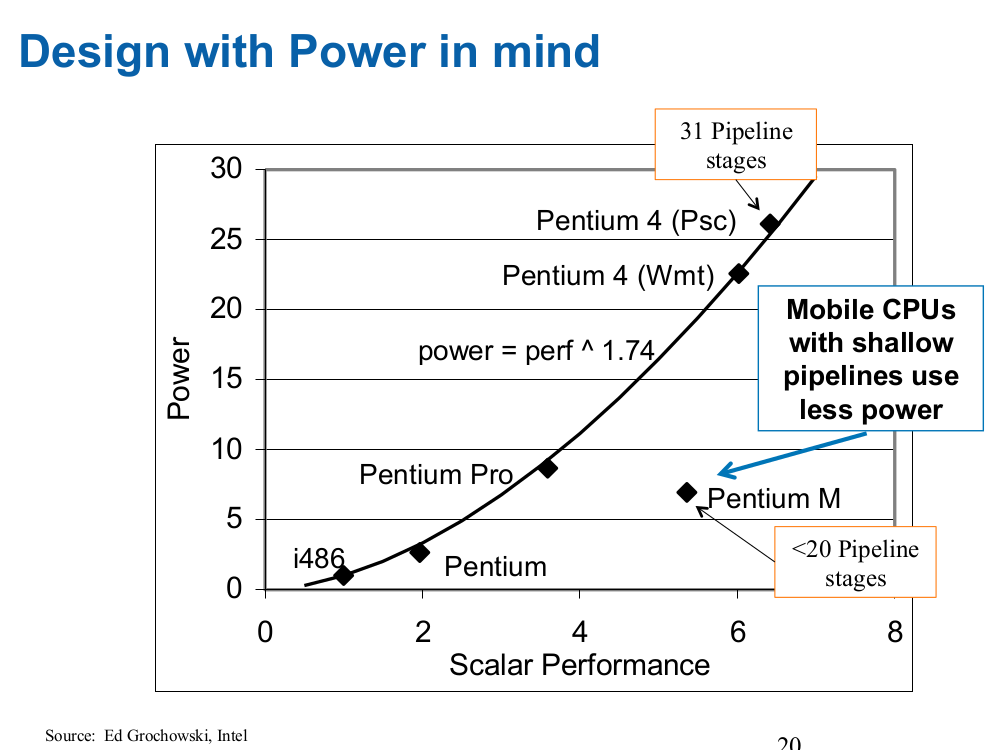 Design with Power in mind
31 Pipeline
stages
30
25
20
15
10
5
0
Power
Pentium 4 (Psc)
Pentium 4 (Wmt)
power = perf ^ 1.74
Mobile CPUs
with shallow
pipelines use
less power
Pentium Pro
Pentium M
i486
Pentium
<20 Pipeline
stages
0 2 4 6 8
Scalar Performance
Source: Ed Grochowski, Intel
20